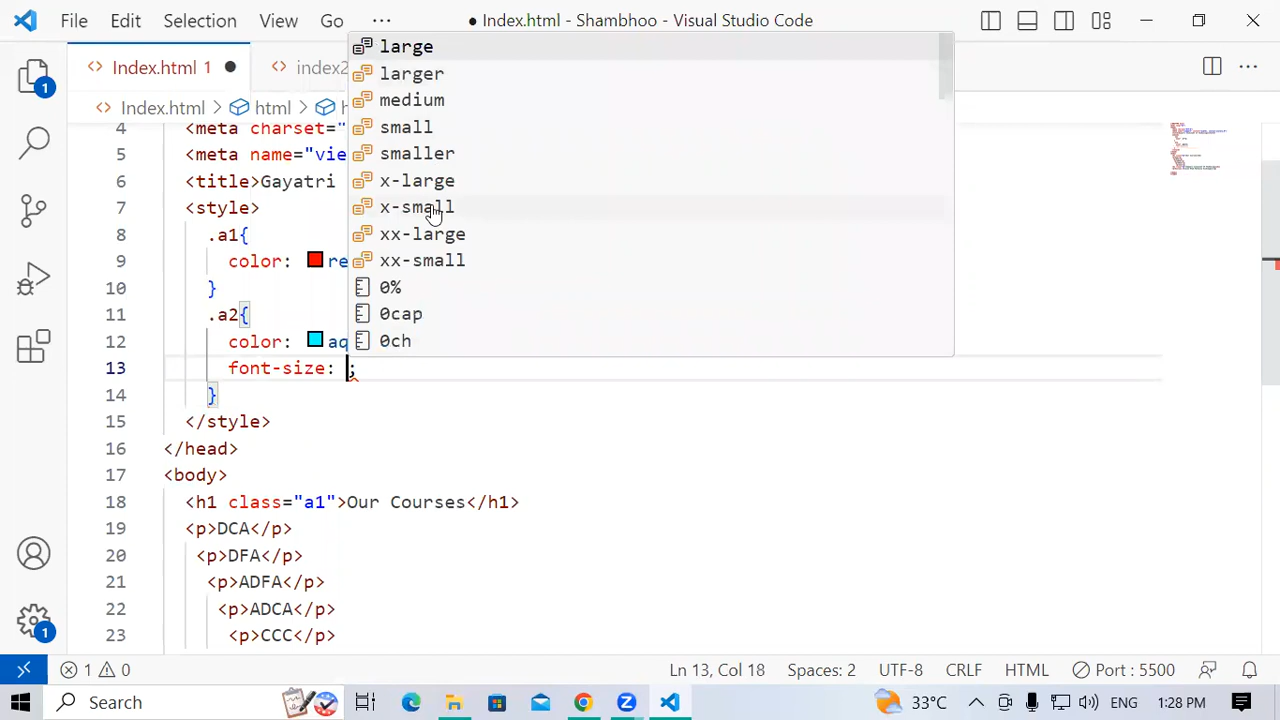 File Edit Selection View Go ··· ● Index.html - Shambhoo - Visual Studio Code
Index.html 1 ●
Index.html > html >
large
larger
medium
small
smaller
x-large
x-small
xx-large
xx-small
0%
0cap
0ch
4 <meta charset="
5 <meta name="vie
6 <title>Gayatri
7 <style>
8 .a1{
9 color: re
10 }
11 .a2{
12 color: aq
13 font-size: ;
14 }
15 </style>
16 </head>
17 <body>
18 <h1 class="a1">Our Courses</h1>
19 <p>DCA</p>
20 <p>DFA</p>
21 <p>ADFA</p>
22 <p>ADCA</p>
23 <p>CCC</p>
1
1
1 0 Ln 13, Col 18 Spaces: 2 UTF-8 CRLF HTML Port : 5500
Search 33°C ENG 1:28 PM